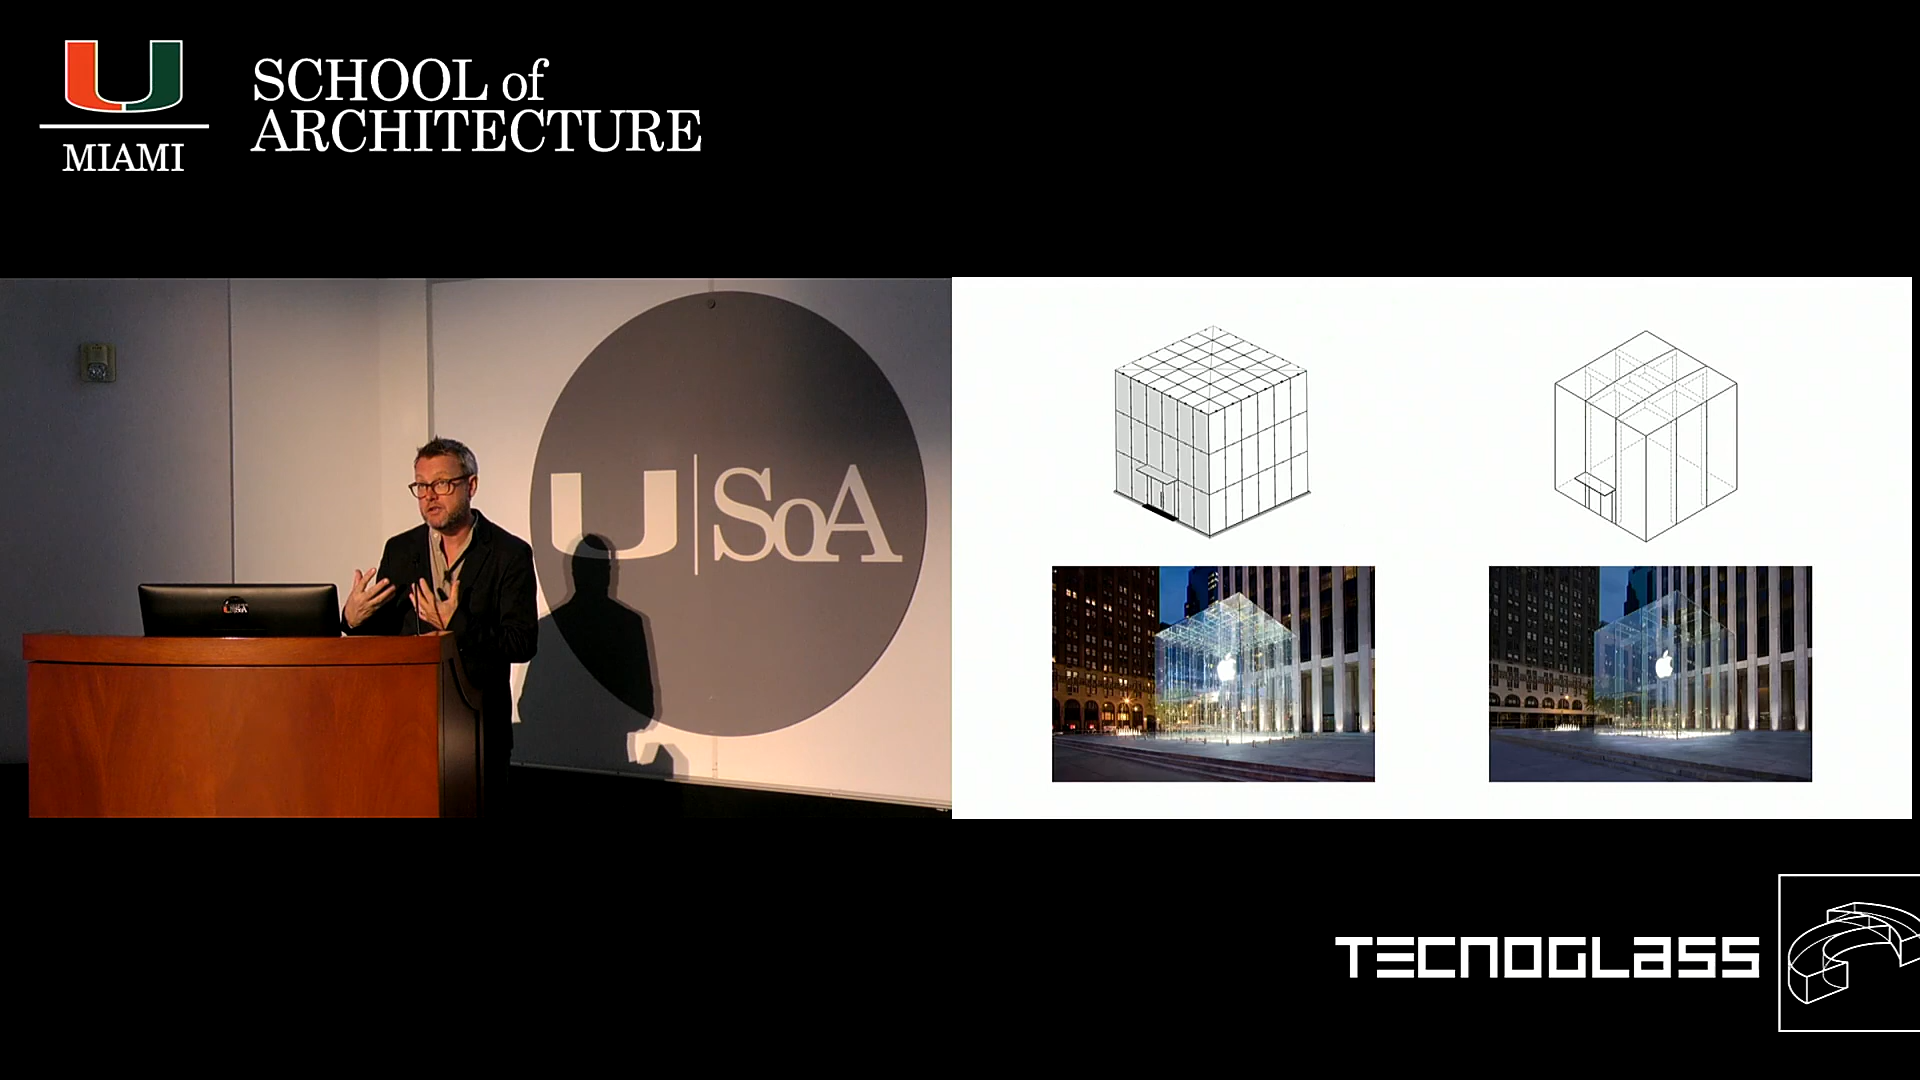 MIAMI
SCHOOL of
ARCHITECTURE
U SoA
TECNOGLASS